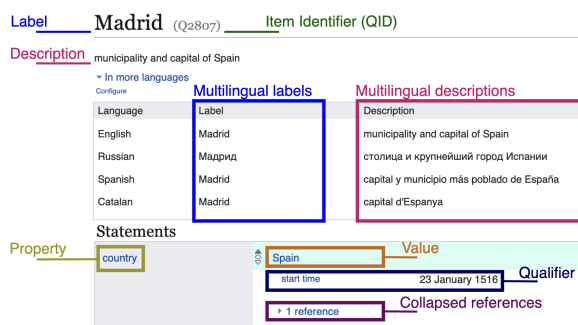 Label Madrid (Q2807) Item Identifier (QID)
Description municipality and capital of Spain
In more languages
Configure Multilingual labels Multilingual descriptions
Language Label Description
English Madrid municipality and capital of Spain
Russian Мадрид столица и крупнейший город Испании
Spanish Madrid capital y municipio más poblado de España
Catalan Madrid capital d'Espanya
Statements
Property country Spain Value
start time 23 January 1516 Qualifier
1 reference Collapsed references